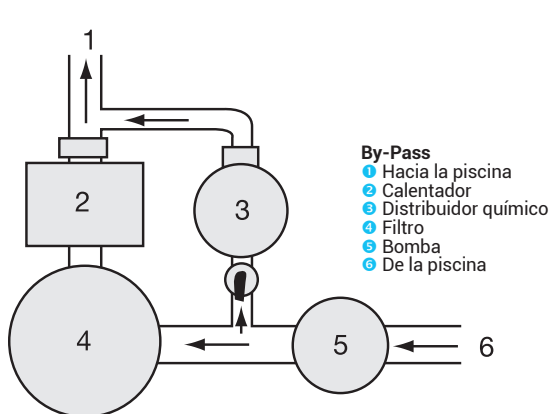 1
2
3
4
5
6
By-Pass
1 Hacia la piscina
2 Calentador
3 Distribuidor químico
4 Filtro
5 Bomba
6 De la piscina